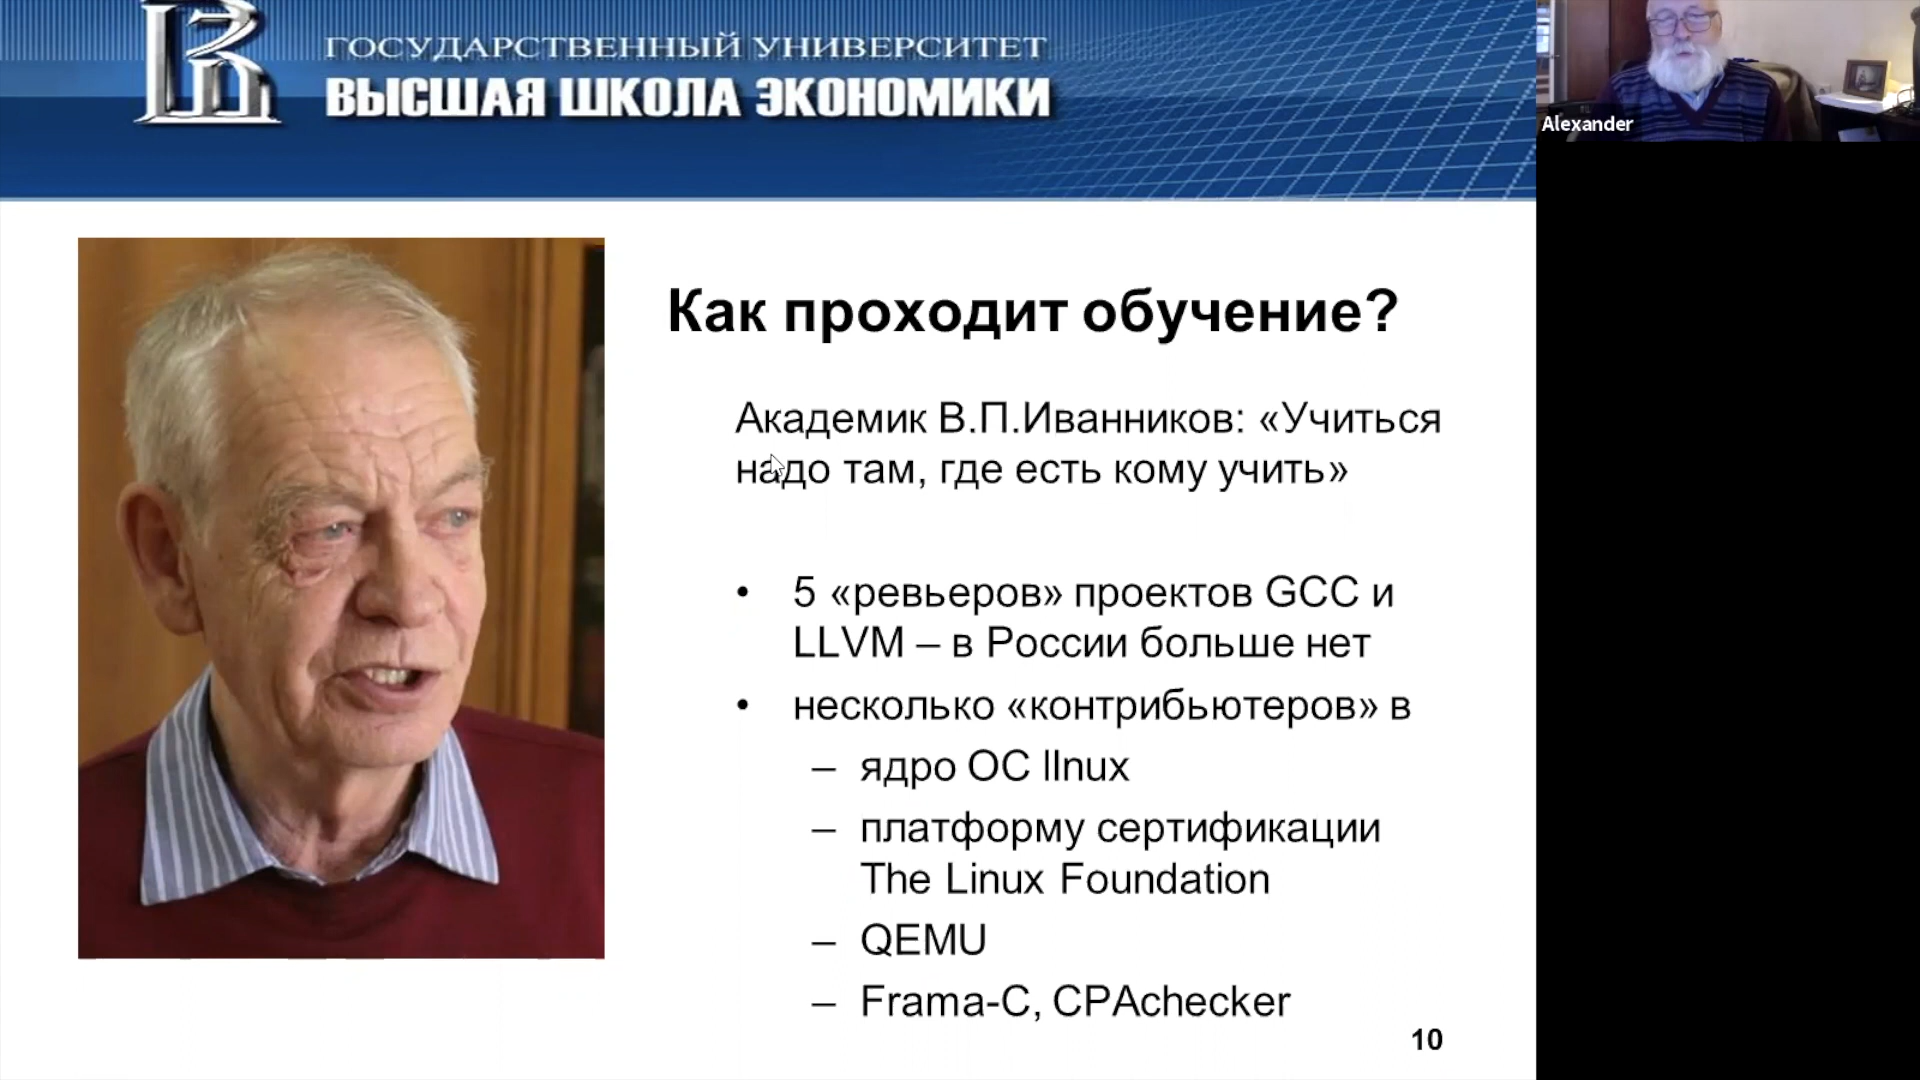 ГОСУДАРСТВЕННЫЙ УНИВЕРСИТЕТ
ВЫСШАЯ ШКОЛА ЭКОНОМИКИ
Alexander
Как проходит обучение?
Академик В.П.Иванников: «Учиться
надо там, где есть кому учить»
• 5 «ревьеров» проектов GCC и
LLVM – в России больше нет
• несколько «контрибьютеров» в
– ядро ОС lInux
– платформу сертификации
The Linux Foundation
– QEMU
– Frama-C, CPAchecker
10